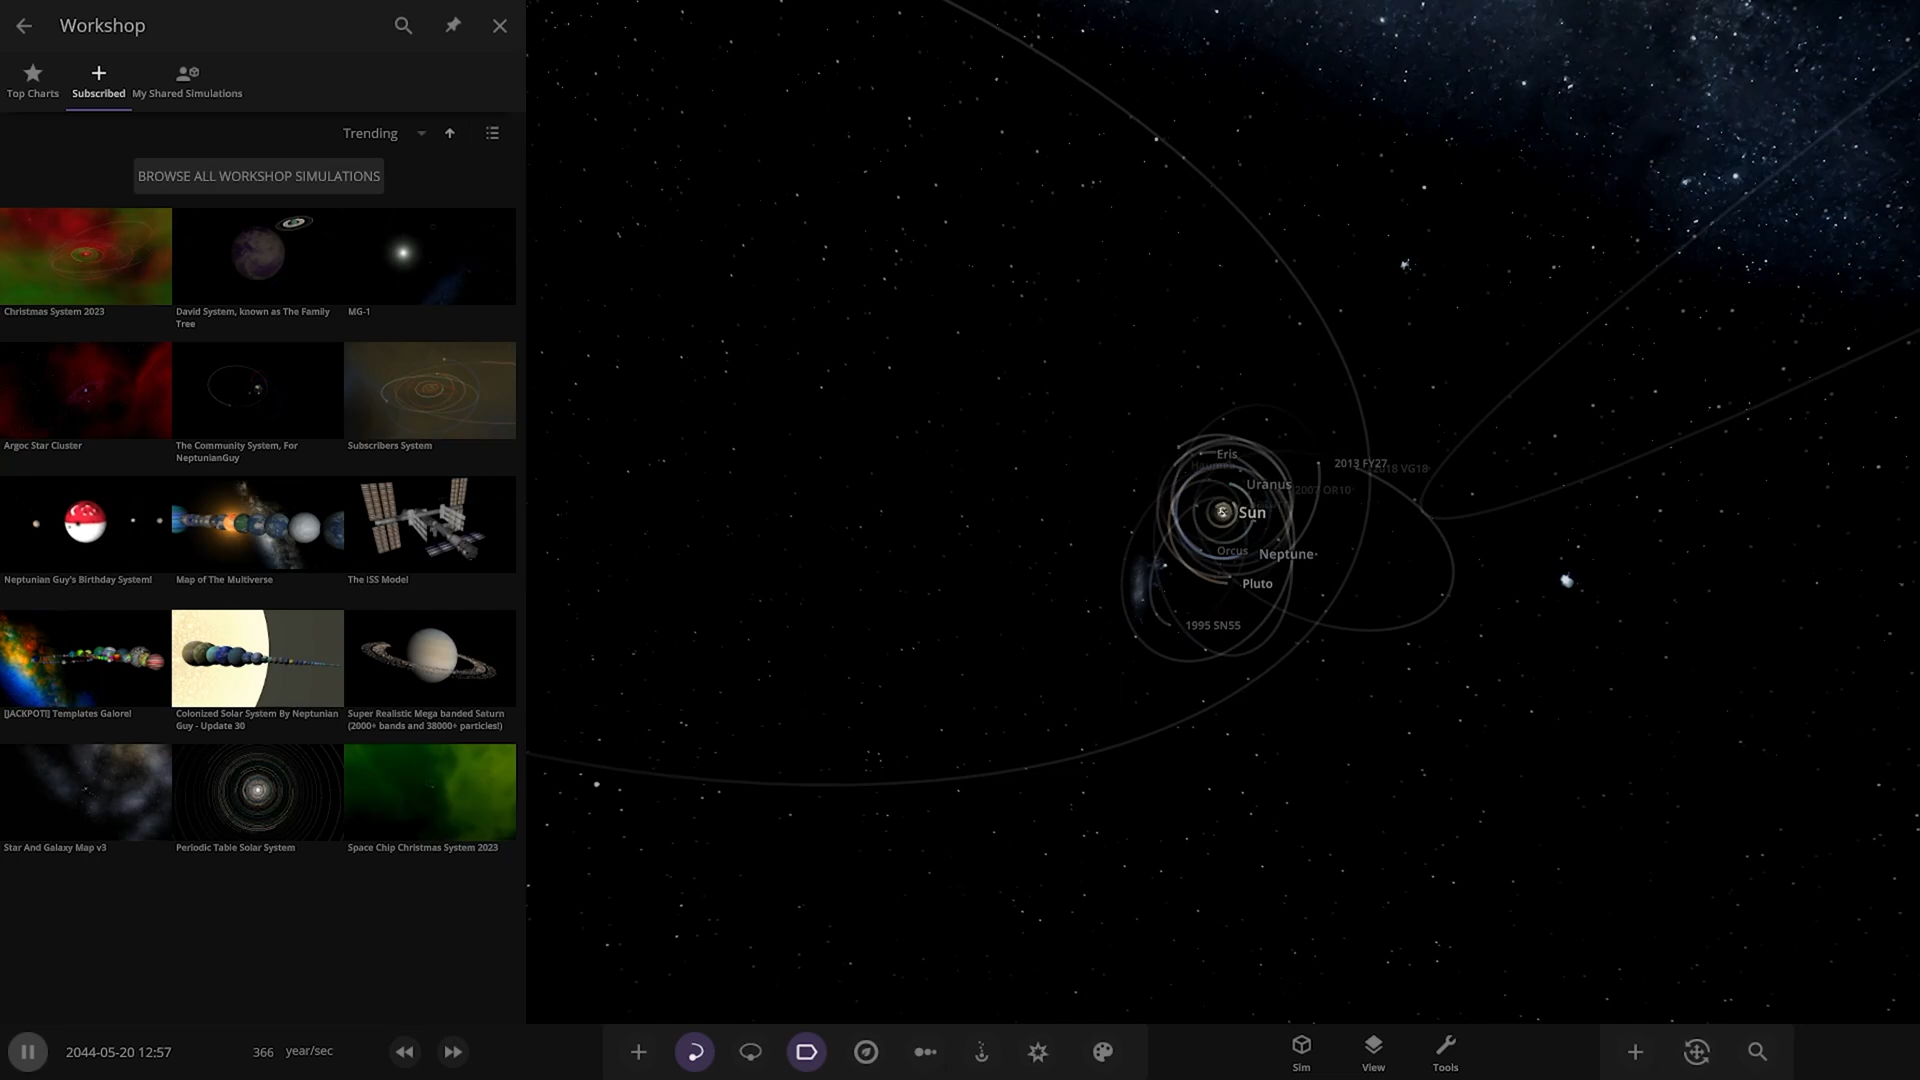 Workshop
Top Charts
Subscribed
My Shared Simulations
Trending
BROWSE ALL WORKSHOP SIMULATIONS
Christmas System 2023
David System, known as The Family
Tree
MG-1
Argoc Star Cluster
The Community System, For
NeptunianGuy
Subscribers System
Neptunian Guy's Birthday System!
Map of The Multiverse
The ISS Model
[JACKPOT!] Templates Galore!
Colonized Solar System By Neptunian
Guy - Update 30
Super Realistic Mega banded Saturn
(2000+ bands and 38000+ particles!)
Star And Galaxy Map v3
Periodic Table Solar System
Space Chip Christmas System 2023
Eris
Haumea
2013 FY27
2018 VG18
Uranus
2007 OR10
Sun
Orcus
Neptune
Pluto
1995 SN55
2044-05-20 12:57
366 year/sec
Sim
View
Tools